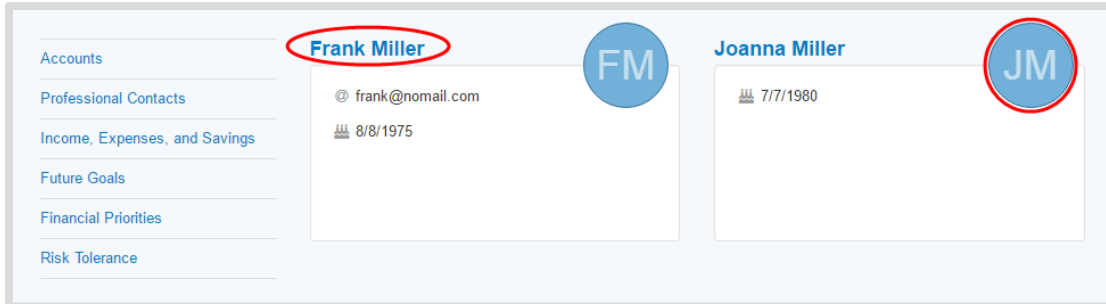 Accounts
Professional Contacts
Income, Expenses, and Savings
Future Goals
Financial Priorities
Risk Tolerance
Frank Miller
FM
@ frank@nomail.com
8/8/1975
Joanna Miller
JM
7/7/1980